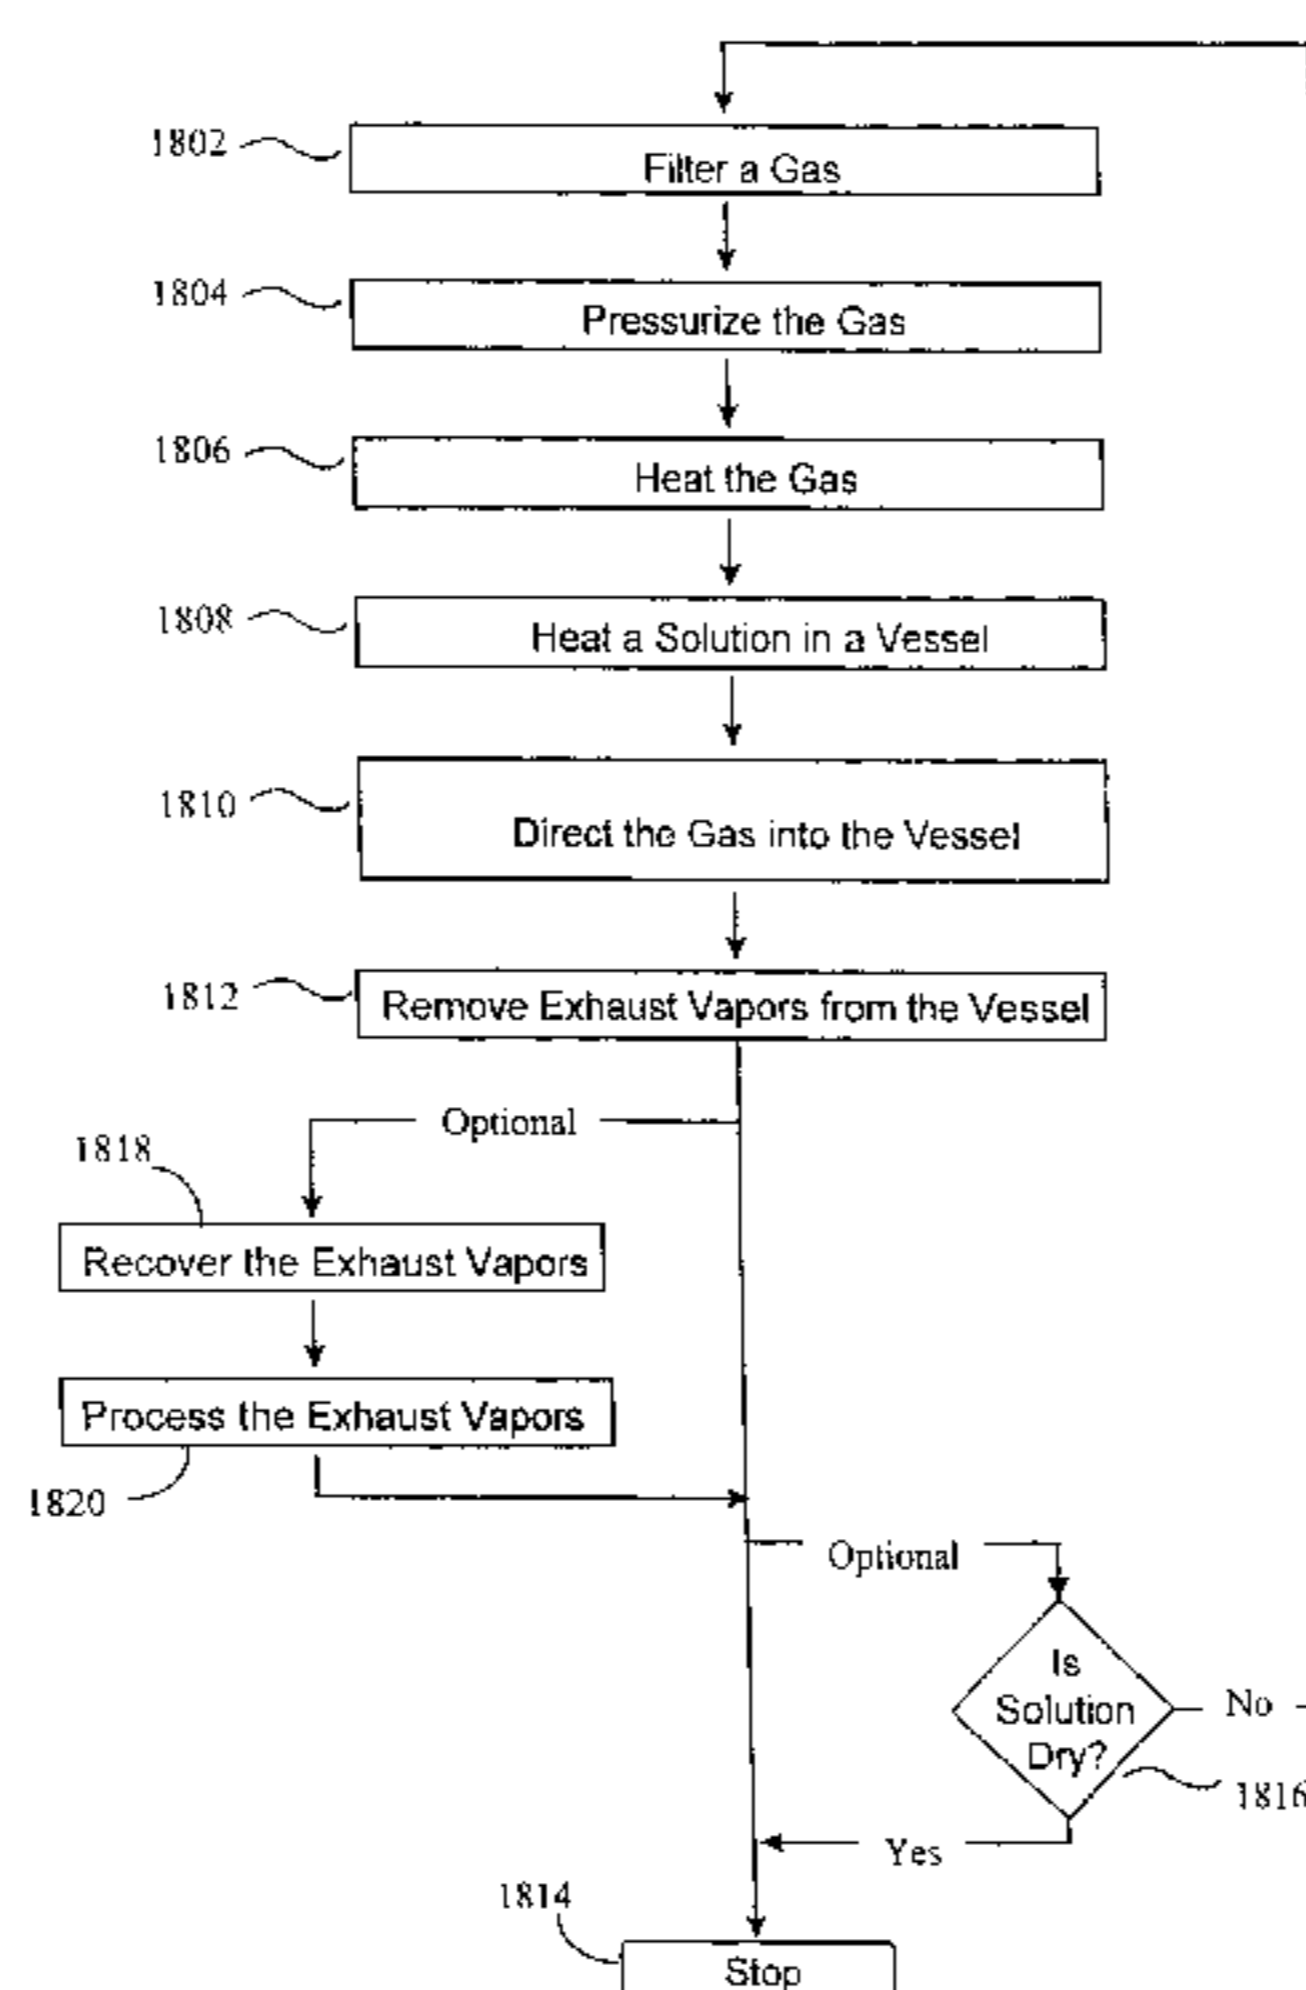 1802
Filter a Gas
1804
Pressurize the Gas
1806
Heat the Gas
1808
Heat a Solution in a Vessel
1810
Direct the Gas into the Vessel
1812
Remove Exhaust Vapors from the Vessel
Optional
1818
Recover the Exhaust Vapors
Process the Exhaust Vapors
1820
Optional
Is
Solution
Dry?
No
1816
Yes
1814
Stop